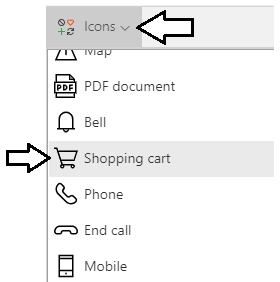 Icons
Map
PDF document
Bell
Shopping cart
Phone
End call
Mobile